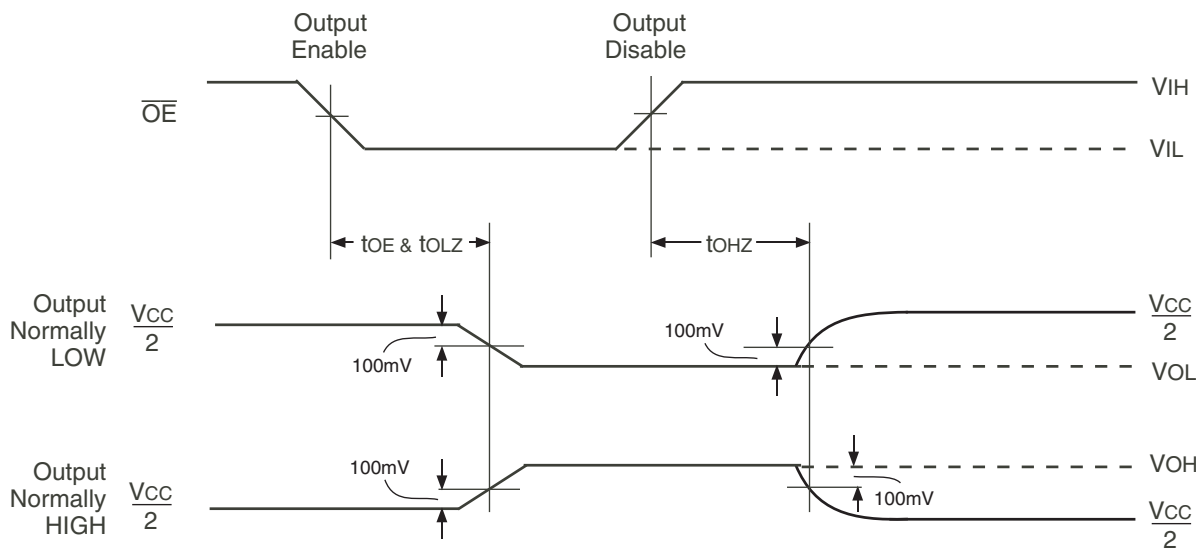 Output
Enable
Output
Disable
OE
VIH
VIL
tOE & tOLZ
tOHZ
Output
Normally
LOW
VCC
2
100mV
100mV
VCC
2
VOL
Output
Normally
HIGH
VCC
2
100mV
VOH
100mV
VCC
2